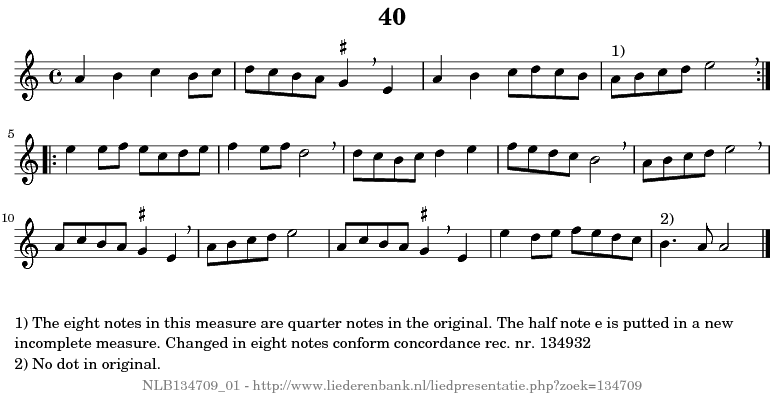 40
1)
5
10
2)
1) The eight notes in this measure are quarter notes in the original. The half note e is putted in a new
incomplete measure. Changed in eight notes conform concordance rec. nr. 134932
2) No dot in original.
NLB134709_01 - http://www.liederenbank.nl/liedpresentatie.php?zoek=134709